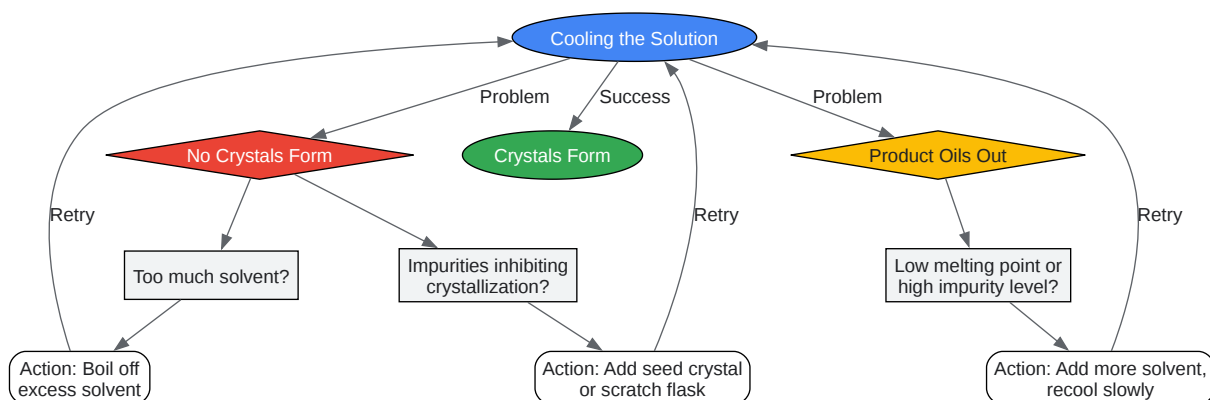 Cooling the Solution
Problem
Success
Problem
No Crystals Form
Crystals Form
Product Oils Out
Retry
Retry
Retry
Too much solvent?
Impurities inhibiting
crystallization?
Low melting point or
high impurity level?
Action: Boil off
excess solvent
Action: Add seed crystal
or scratch flask
Action: Add more solvent,
recool slowly